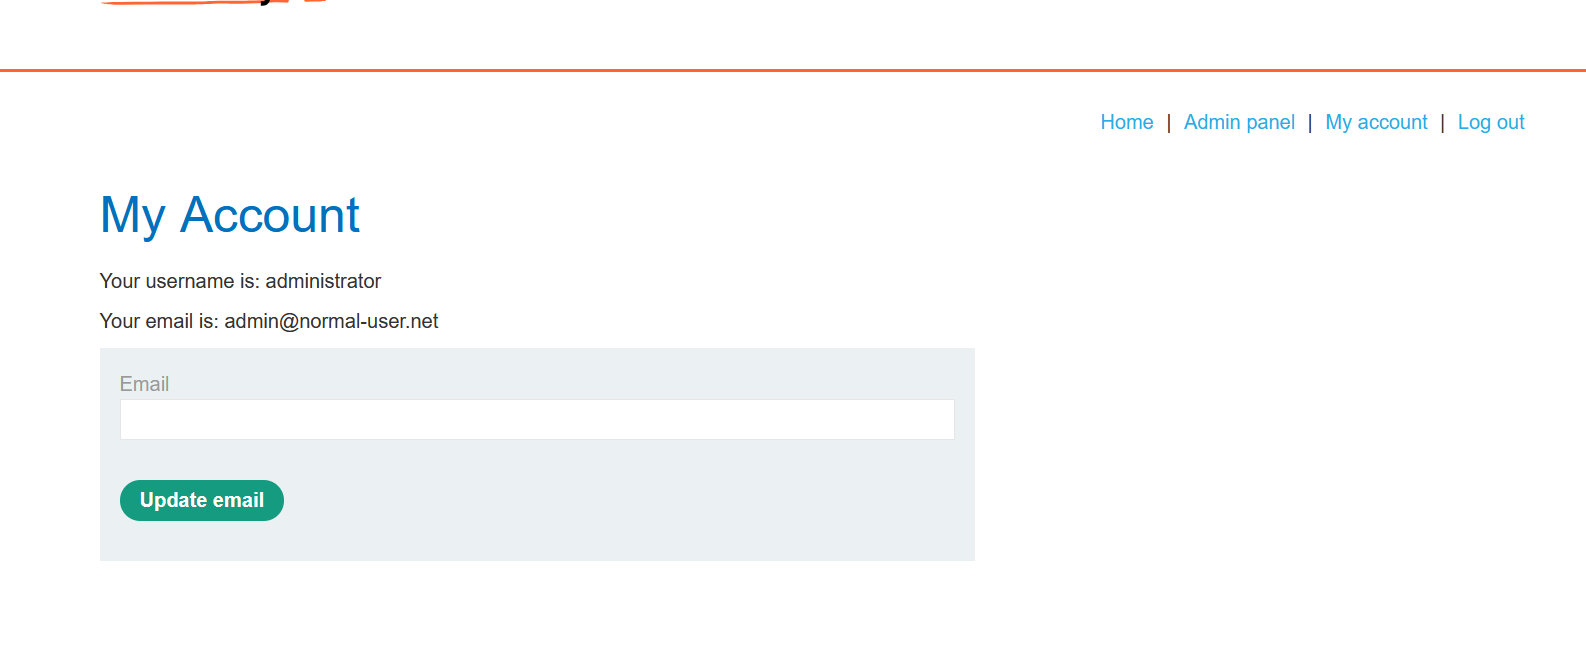 Home | Admin panel | My account | Log out
My Account
Your username is: administrator
Your email is: admin@normal-user.net
Email
Update email